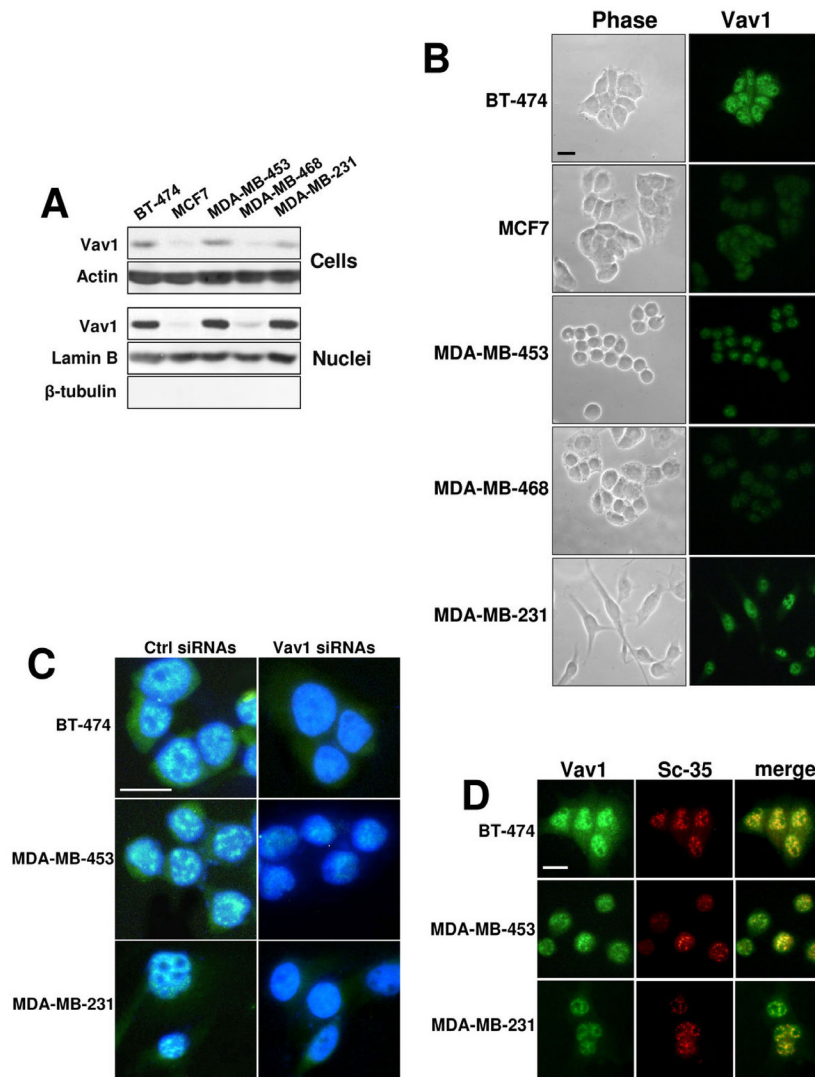 A
BT-474
MCF7
MDA-MB-453
MDA-MB-468
MDA-MB-231
Vav1
Actin
Cells
Vav1
Lamin B
β-tubulin
Nuclei
B
Phase Vav1
BT-474
MCF7
MDA-MB-453
MDA-MB-468
MDA-MB-231
C
Ctrl siRNAs Vav1 siRNAs
BT-474
MDA-MB-453
MDA-MB-231
D
Vav1 Sc-35 merge
BT-474
MDA-MB-453
MDA-MB-231